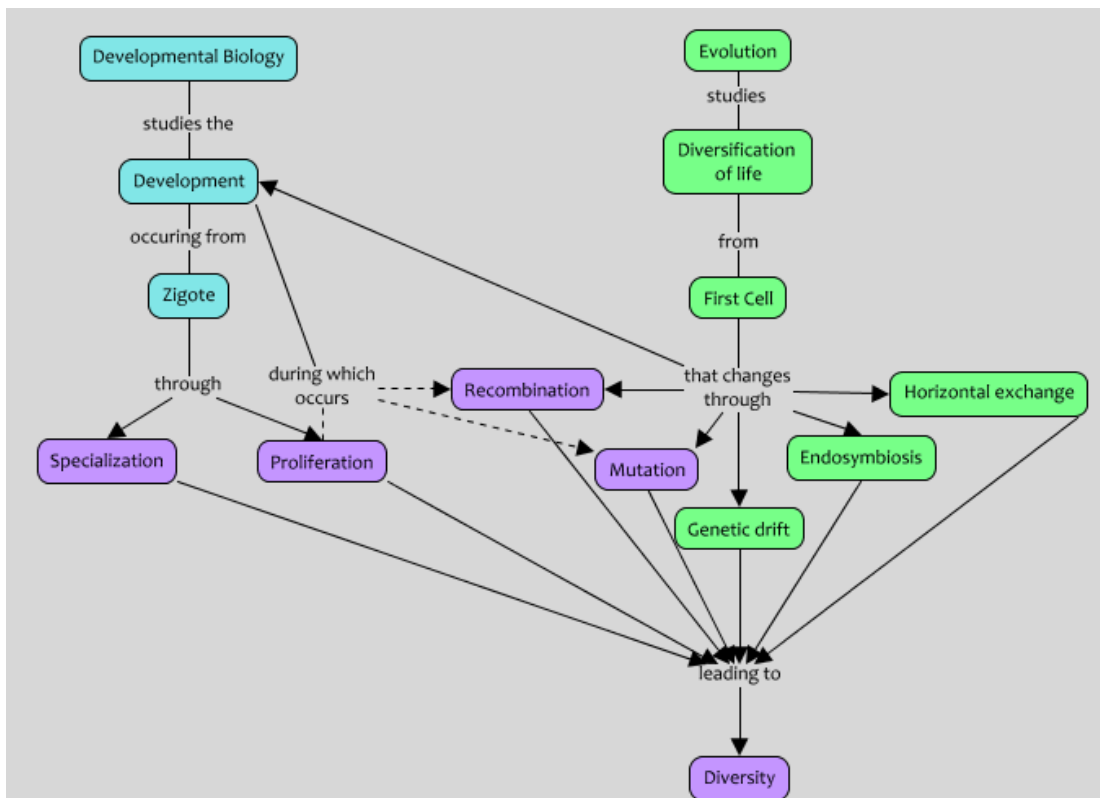 Developmental Biology
Evolution
studies
studies the
Diversification
of life
Development
occuring from
from
Zigote
First Cell
through
during which
occurs
Recombination
that changes
through
Horizontal exchange
Specialization
Proliferation
Mutation
Endosymbiosis
Genetic drift
leading to
Diversity